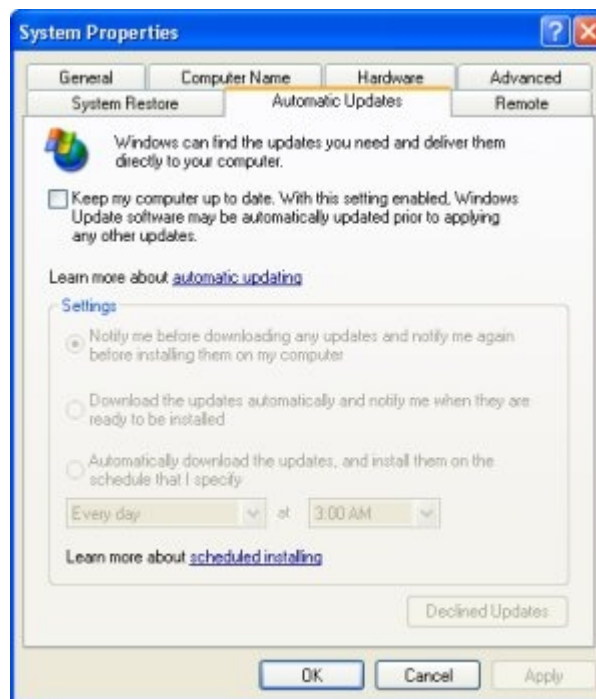 System Properties
General Computer Name Hardware Advanced
System Restore Automatic Updates Remote
Windows can find the updates you need and deliver them
directly to your computer.
Keep my computer up to date. With this setting enabled, Windows
Update software may be automatically updated prior to applying
any other updates.
Learn more about automatic updating
Settings
Notify me before downloading any updates and notify me again
before installing them on my computer
Download the updates automatically and notify me when they are
ready to be installed
Automatically download the updates, and install them on the
schedule that I specify
Every day at 3:00 AM
Learn more about scheduled installing
Declined Updates
OK Cancel Apply